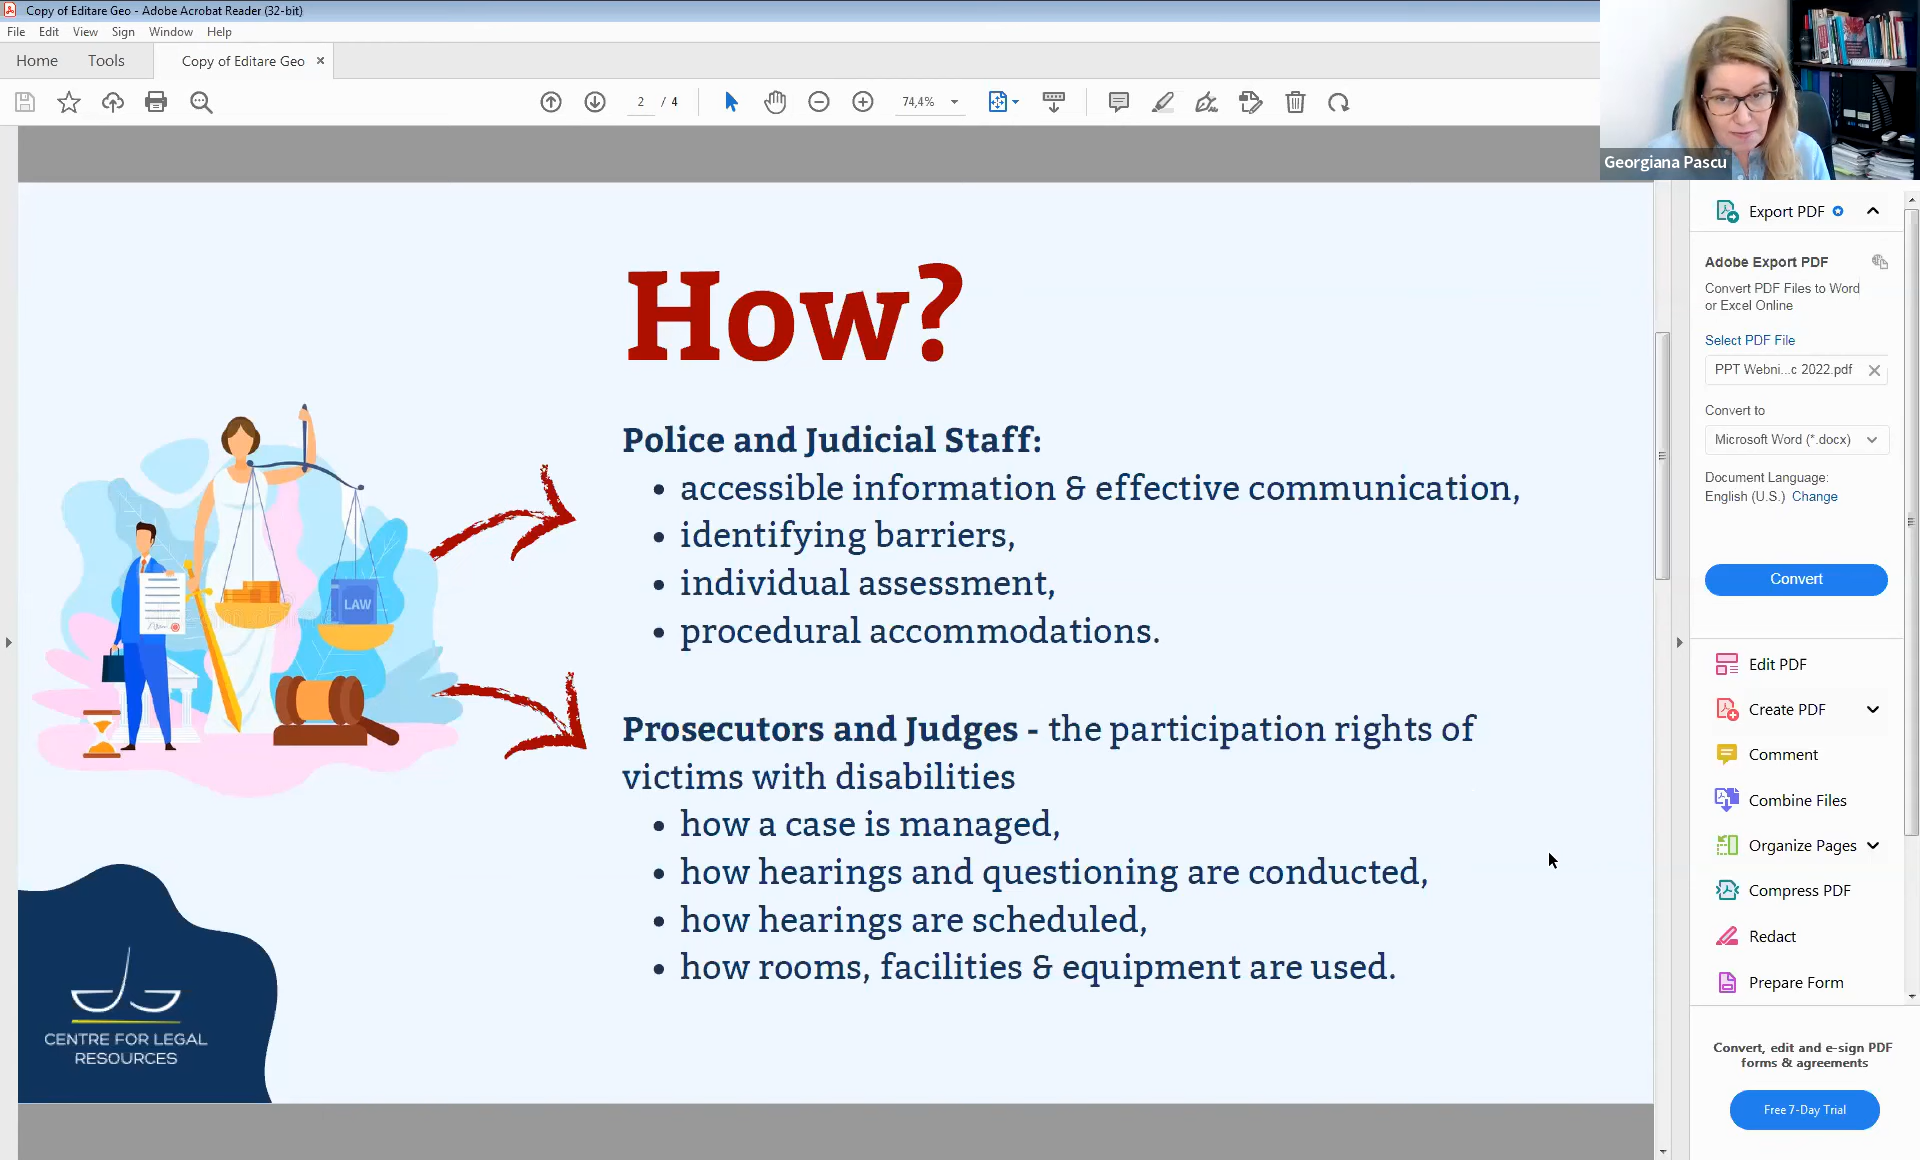 Copy of Editare Geo - Adobe Acrobat Reader (32-bit)
File Edit View Sign Window Help
Home Tools Copy of Editare Geo ×
2 / 4 74,4%
Georgiana Pascu
How?
Police and Judicial Staff:
• accessible information & effective communication,
• identifying barriers,
• individual assessment,
• procedural accommodations.
Prosecutors and Judges - the participation rights of
victims with disabilities
• how a case is managed,
• how hearings and questioning are conducted,
• how hearings are scheduled,
• how rooms, facilities & equipment are used.
LAW
CENTRE FOR LEGAL
RESOURCES
Export PDF
Adobe Export PDF
Convert PDF Files to Word
or Excel Online
Select PDF File
PPT Webni...c 2022.pdf
Convert to
Microsoft Word (*.docx)
Document Language:
English (U.S.) Change
Convert
Edit PDF
Create PDF
Comment
Combine Files
Organize Pages
Compress PDF
Redact
Prepare Form
Convert, edit and e-sign PDF
forms & agreements
Free 7-Day Trial